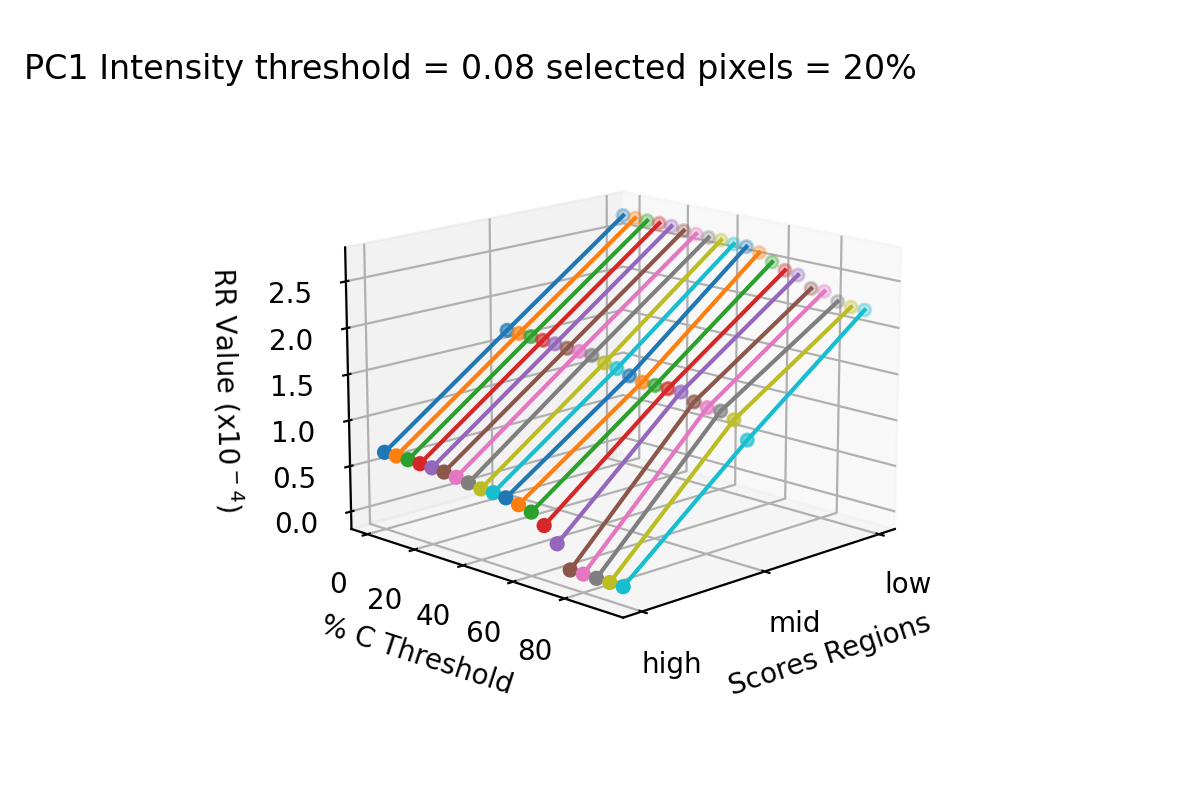 PC1 Intensity threshold = 0.08 selected pixels = 20%
RR Value (x10⁻⁴)
2.5
2.0
1.5
1.0
0.5
0.0
0
20
40
60
80
% C Threshold
high
mid
low
Scores Regions